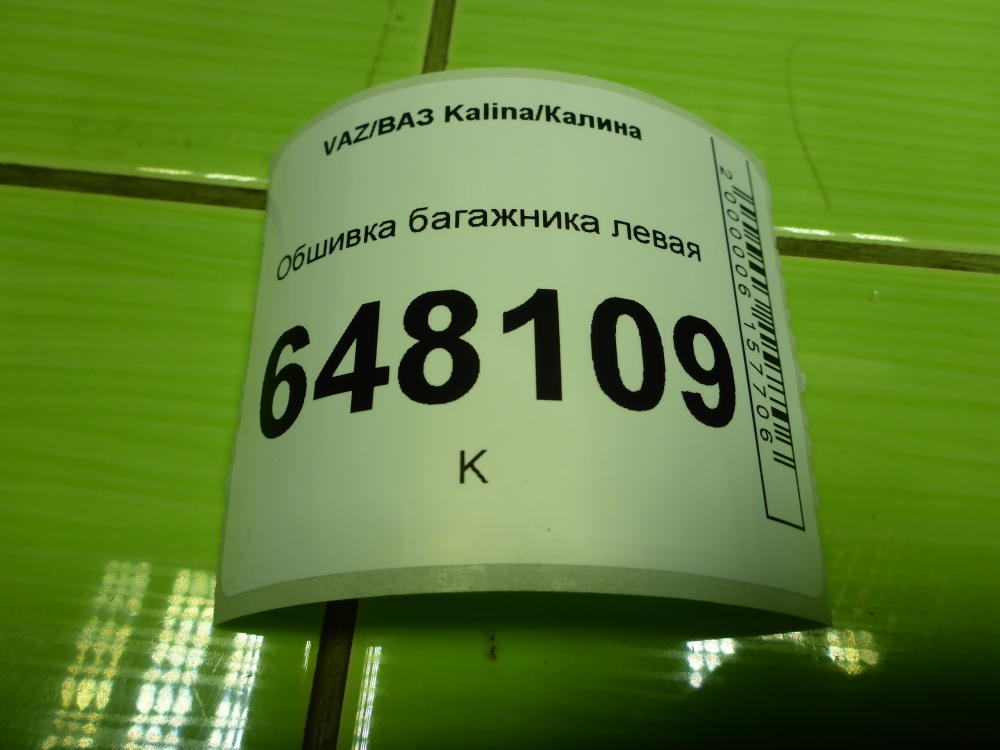 VAZ/ВАЗ Kalina/Калина
Обшивка багажника левая
648109
К
2000006157706